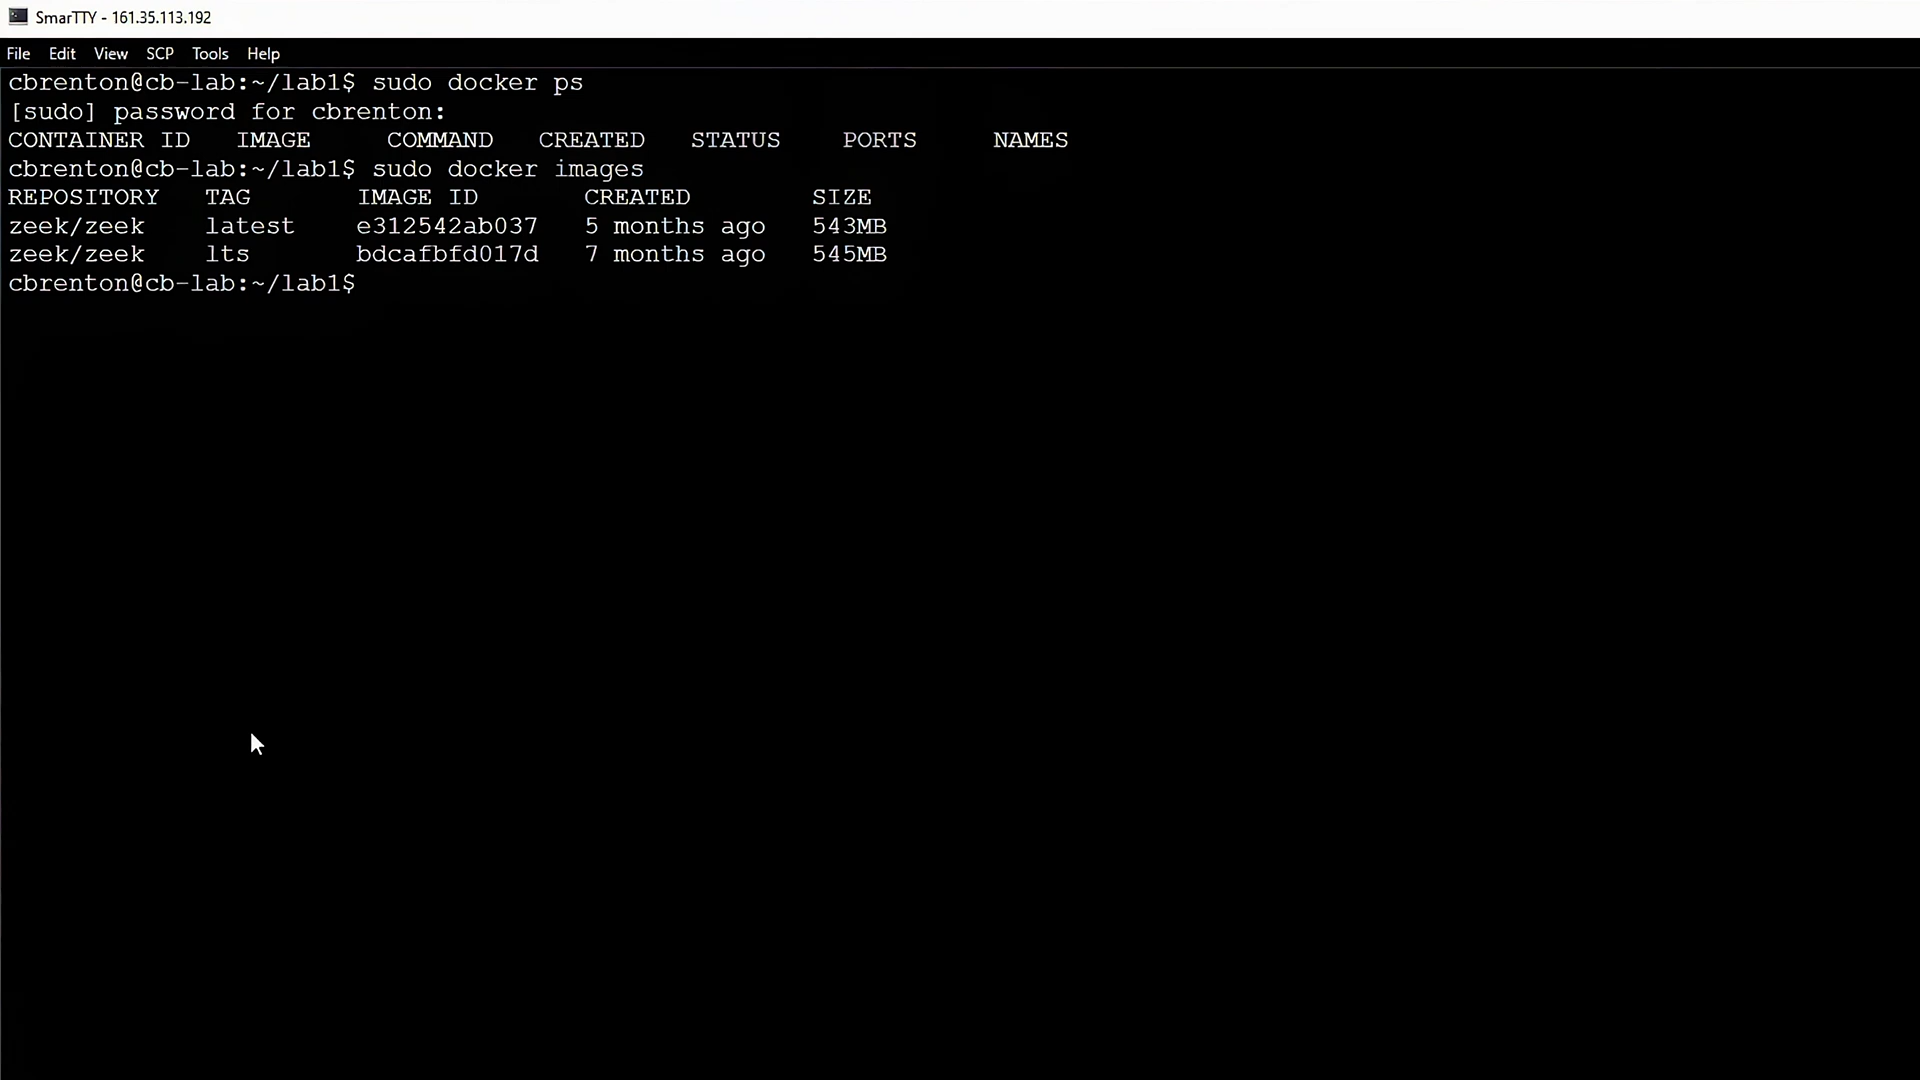 SmarTTY - 161.35.113.192
File Edit View SCP Tools Help
cbrenton@cb-lab:~/lab1$ sudo docker ps
[sudo] password for cbrenton:
CONTAINER ID   IMAGE     COMMAND   CREATED   STATUS    PORTS     NAMES
cbrenton@cb-lab:~/lab1$ sudo docker images
REPOSITORY   TAG       IMAGE ID       CREATED        SIZE
zeek/zeek    latest    e312542ab037   5 months ago   543MB
zeek/zeek    lts       bdcafbfd017d   7 months ago   545MB
cbrenton@cb-lab:~/lab1$